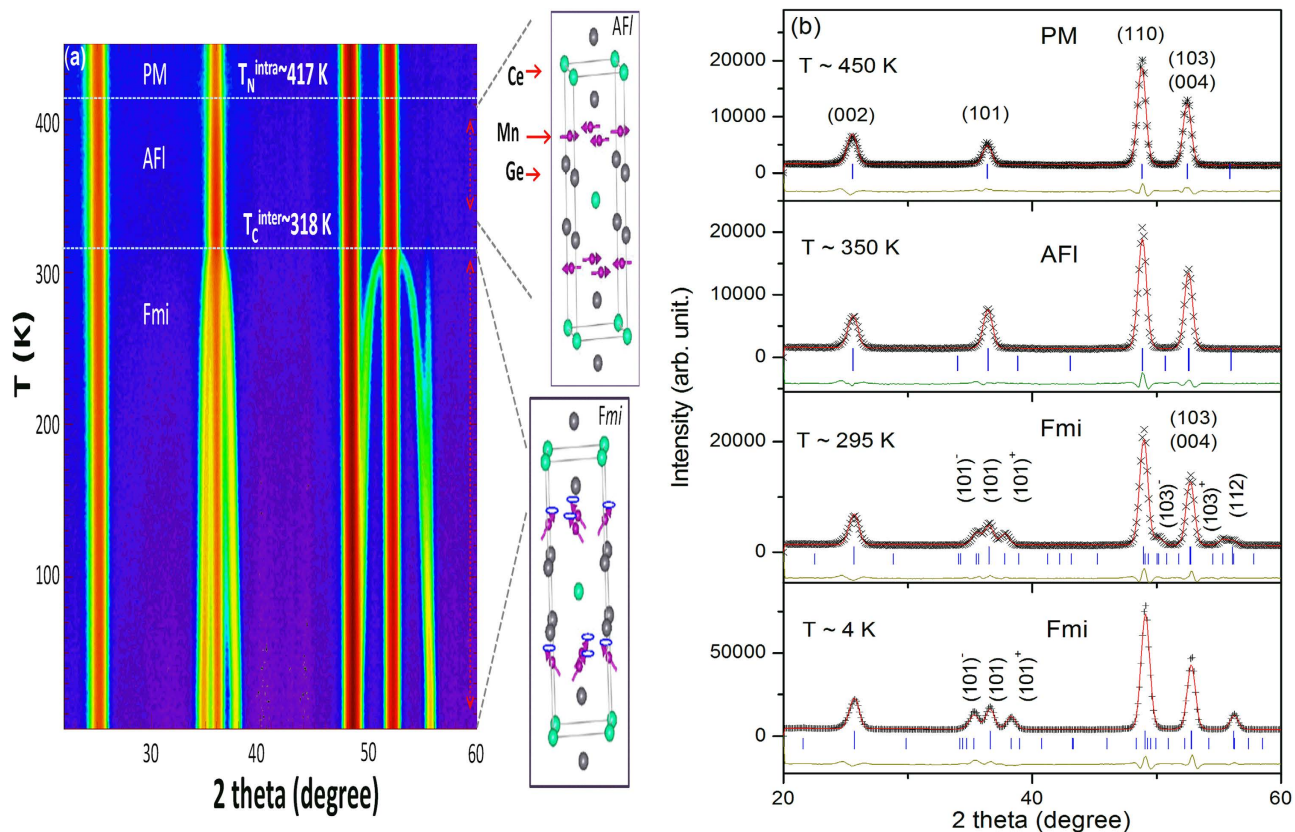 (a)
PM
T_N^intra~417 K
AFl
T_C^inter~318 K
Fmi
400
300
200
100
T (K)
30
40
50
60
2 theta (degree)
AFl
Ce
Mn
Ge
Fmi
(b)
PM
T ~ 450 K
(002)
(101)
(110)
(103)
(004)
20000
10000
0
AFl
T ~ 350 K
20000
10000
0
Fmi
T ~ 295 K
(101)⁻
(101)
(101)⁺
(103)
(004)
(103)⁻
(103)⁺
(112)
20000
0
Fmi
T ~ 4 K
(101)⁻
(101)
(101)⁺
50000
0
Intensity (arb. unit.)
20
40
60
2 theta (degree)